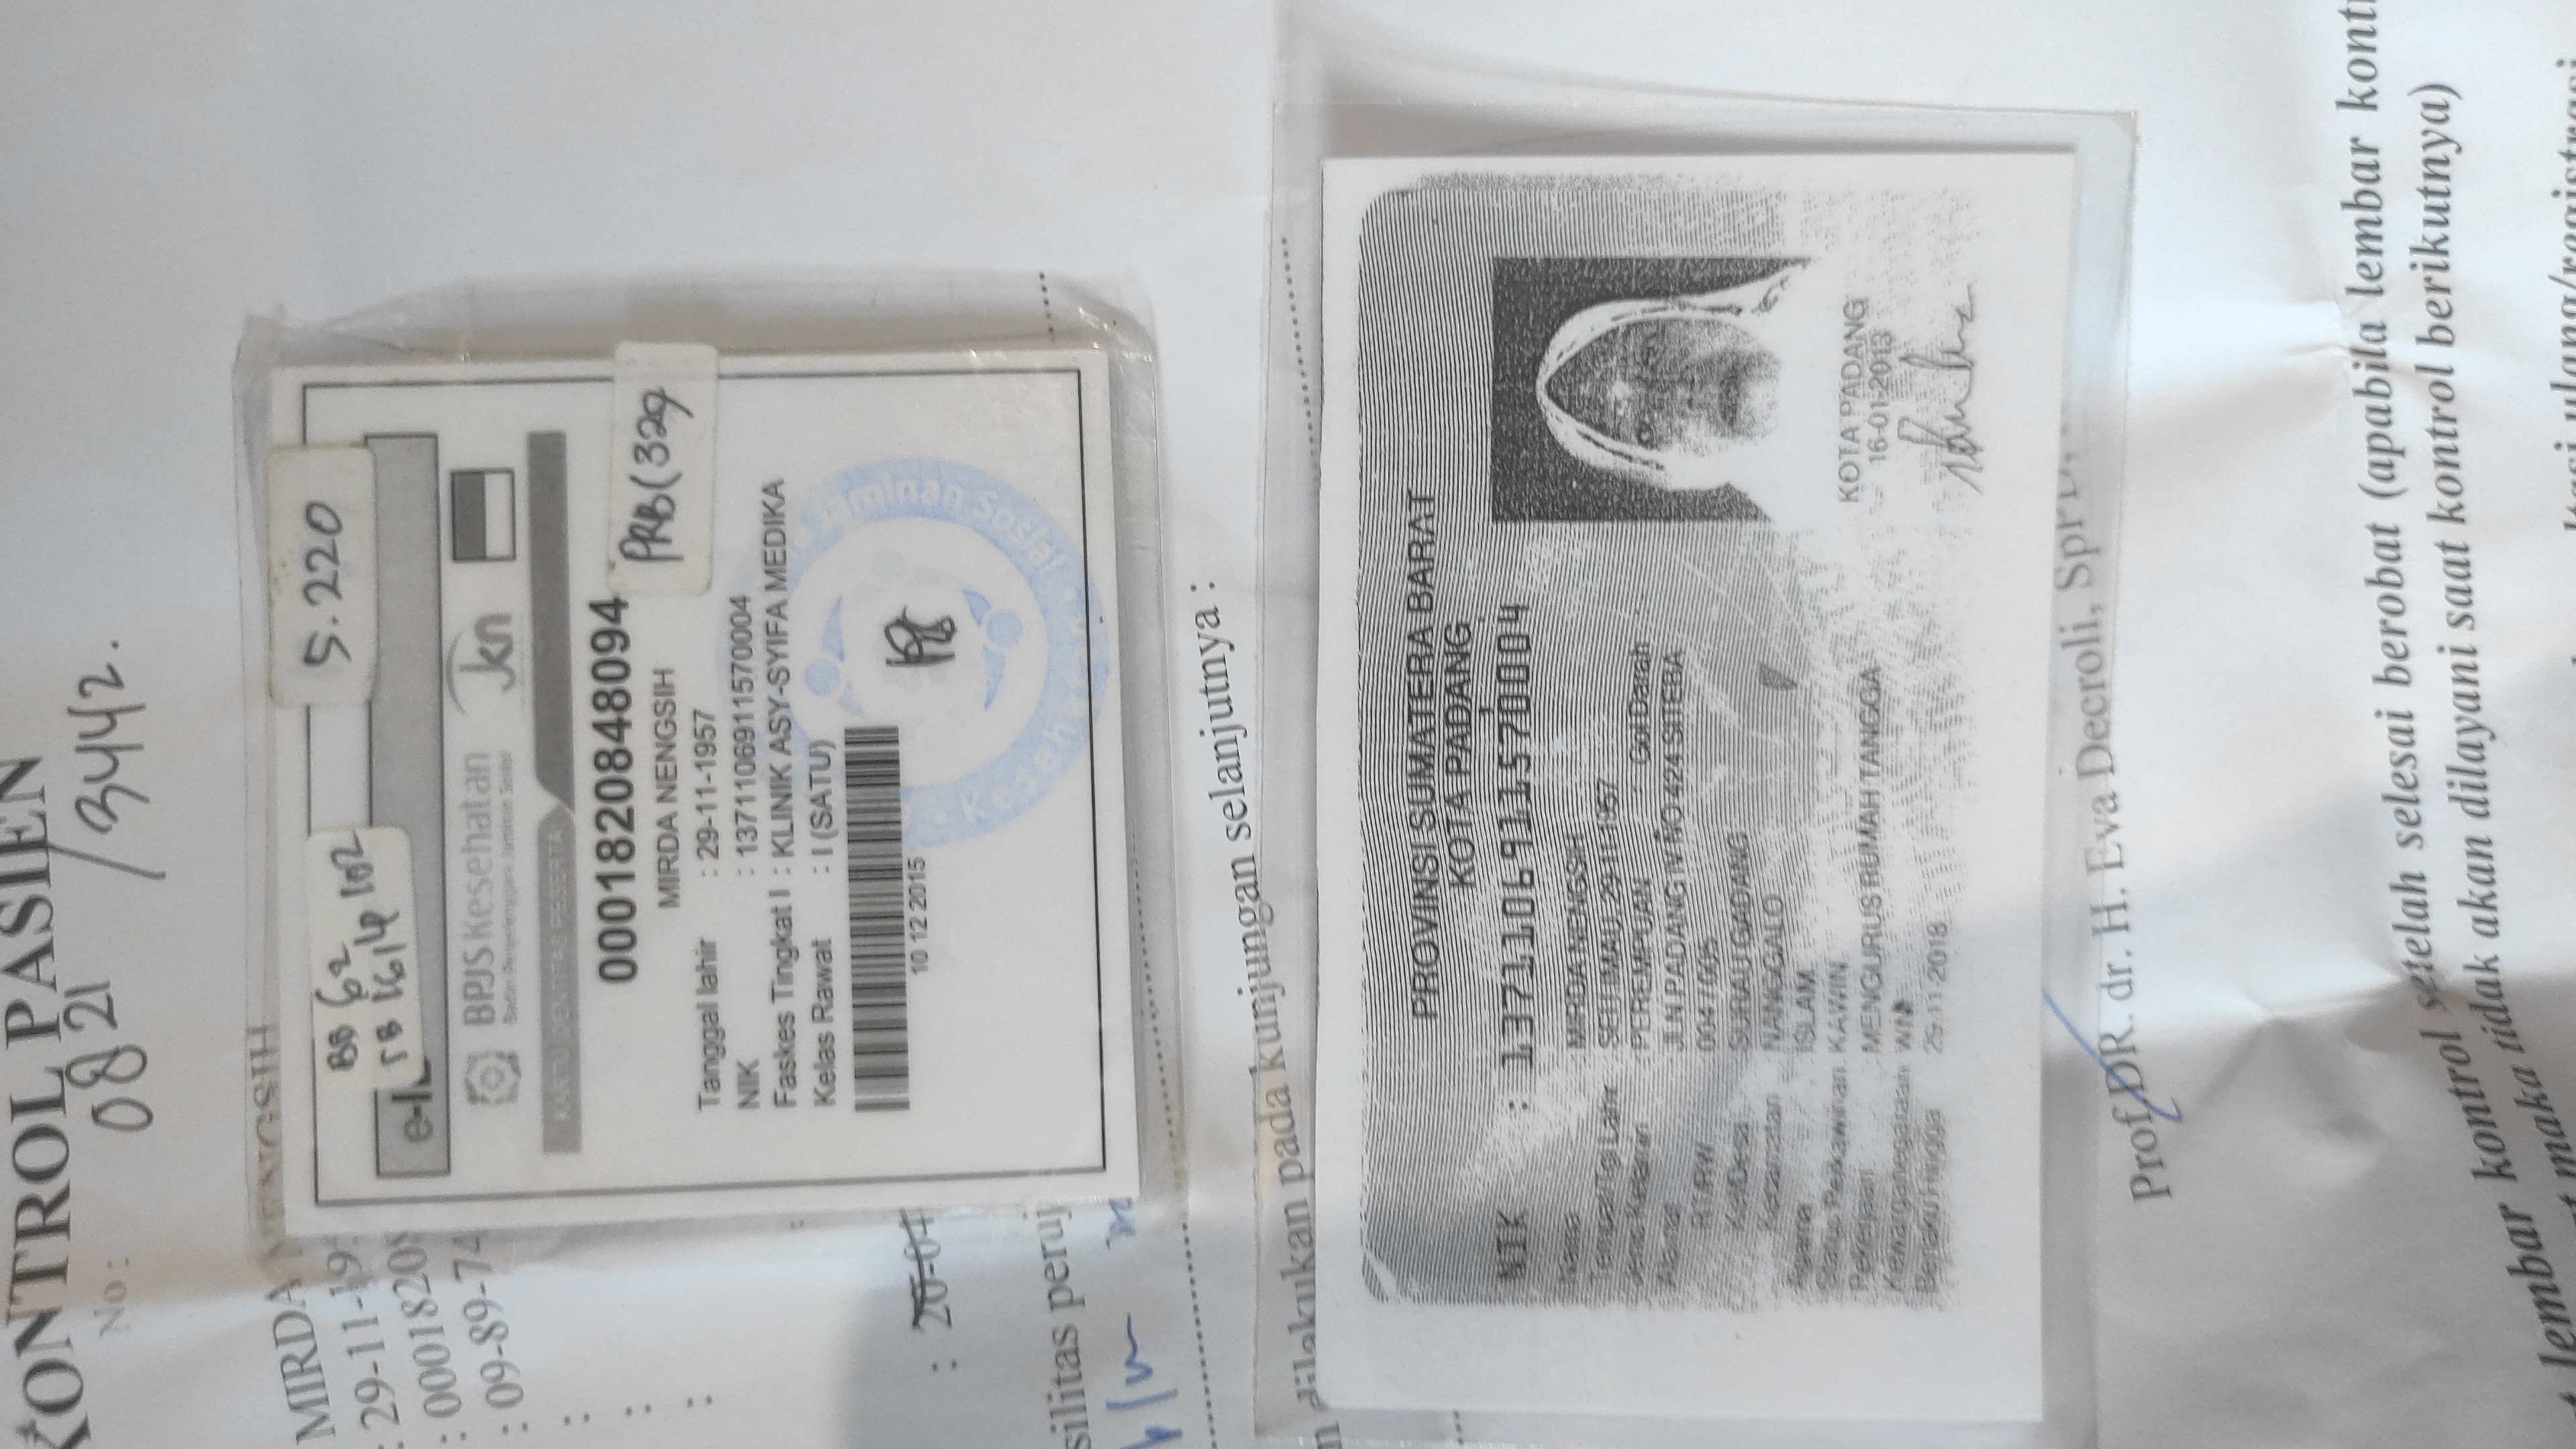 KONTROL PASIEN
No : 0821 / 3442.
MIRDA NENGSIH
: 29-11-19
: 00018208
: 09-89-74
:
:
:
BB 62
TB 161,4 102
S. 220
BPJS Kesehatan
Badan Penyelenggara Jaminan Sosial
JKN
KARTU IDENTITAS PESERTA
0001820848094
PRB (329
MIRDA NENGSIH
Tanggal lahir : 29-11-1957
NIK : 1371106911570004
Faskes Tingkat I : KLINIK ASY-SYIFA MEDIKA
Kelas Rawat : I (SATU)
10 12 2015
Jaminan Sosial
Kesehatan
: 20-04
silitas peruj
n dilakukan pada kunjungan selanjutnya :
PROVINSI SUMATERA BARAT
KOTA PADANG
NIK : 1371106911570004
Nama : MIRDA NENGSIH
Tempat/Tgl Lahir : 29-11-1957
Jenis Kelamin : PEREMPUAN Gol Darah :
Alamat : JLN PADANG IV NO 424 SITEBA
RT/RW : 004 / 005
Kel/Desa : SURAU GADANG
Kecamatan : NANGGALO
Agama : ISLAM
Status Perkawinan : KAWIN
Pekerjaan : MENGURUS RUMAH TANGGA
Kewarganegaraan : WNI
Berlaku Hingga : 29-11-2018
KOTA PADANG
16-01-2013
Prof.DR. dr. H. Eva Decroli, SpPD,
lembar kontrol setelah selesai berobat (apabila lembar kont
maka tidak akan dilayani saat kontrol berikutnya)
ulang/registrasi